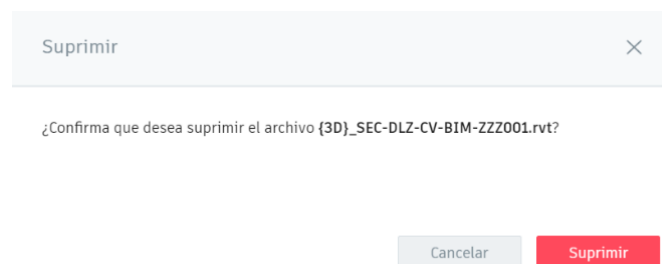 Suprimir
¿Confirma que desea suprimir el archivo {3D}_SEC-DLZ-CV-BIM-ZZZ001.rvt?
Cancelar Suprimir